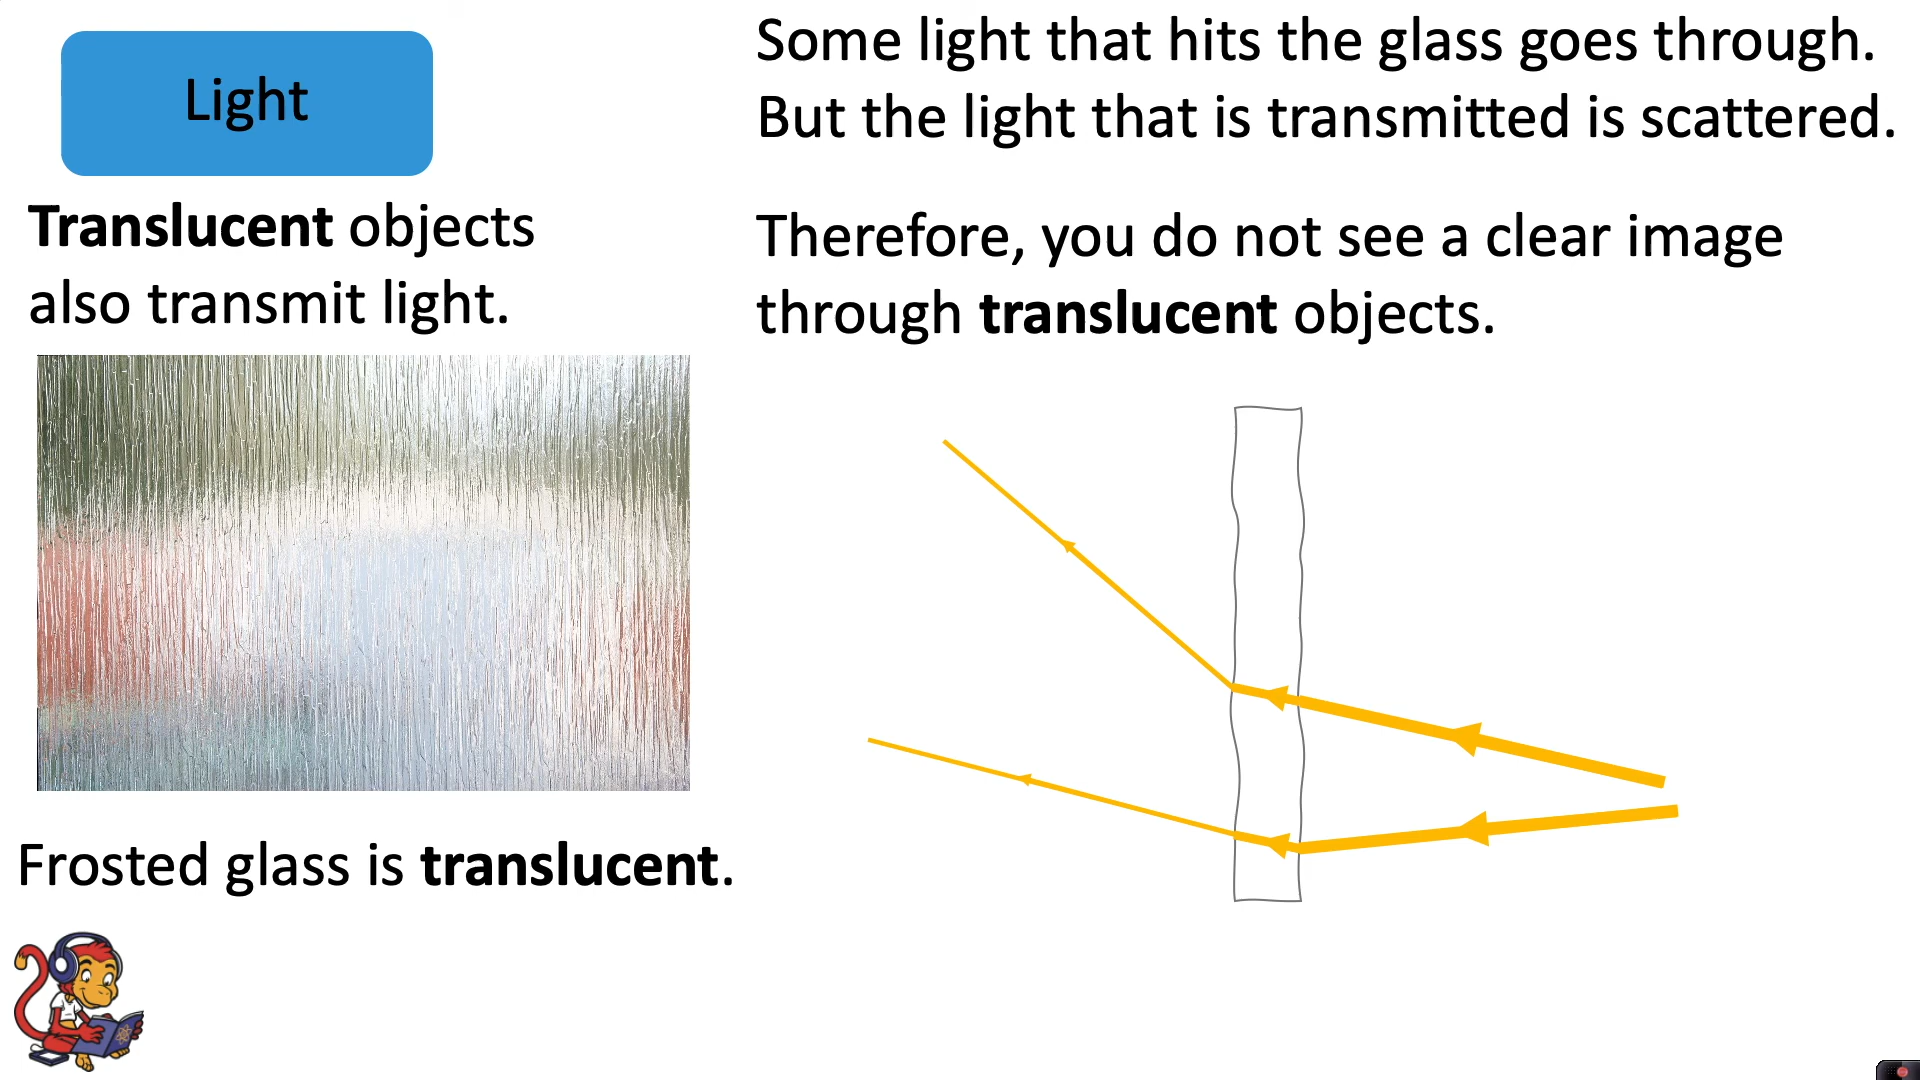 Light
Translucent objects
also transmit light.
Frosted glass is translucent.
Some light that hits the glass goes through.
But the light that is transmitted is scattered.
Therefore, you do not see a clear image
through translucent objects.